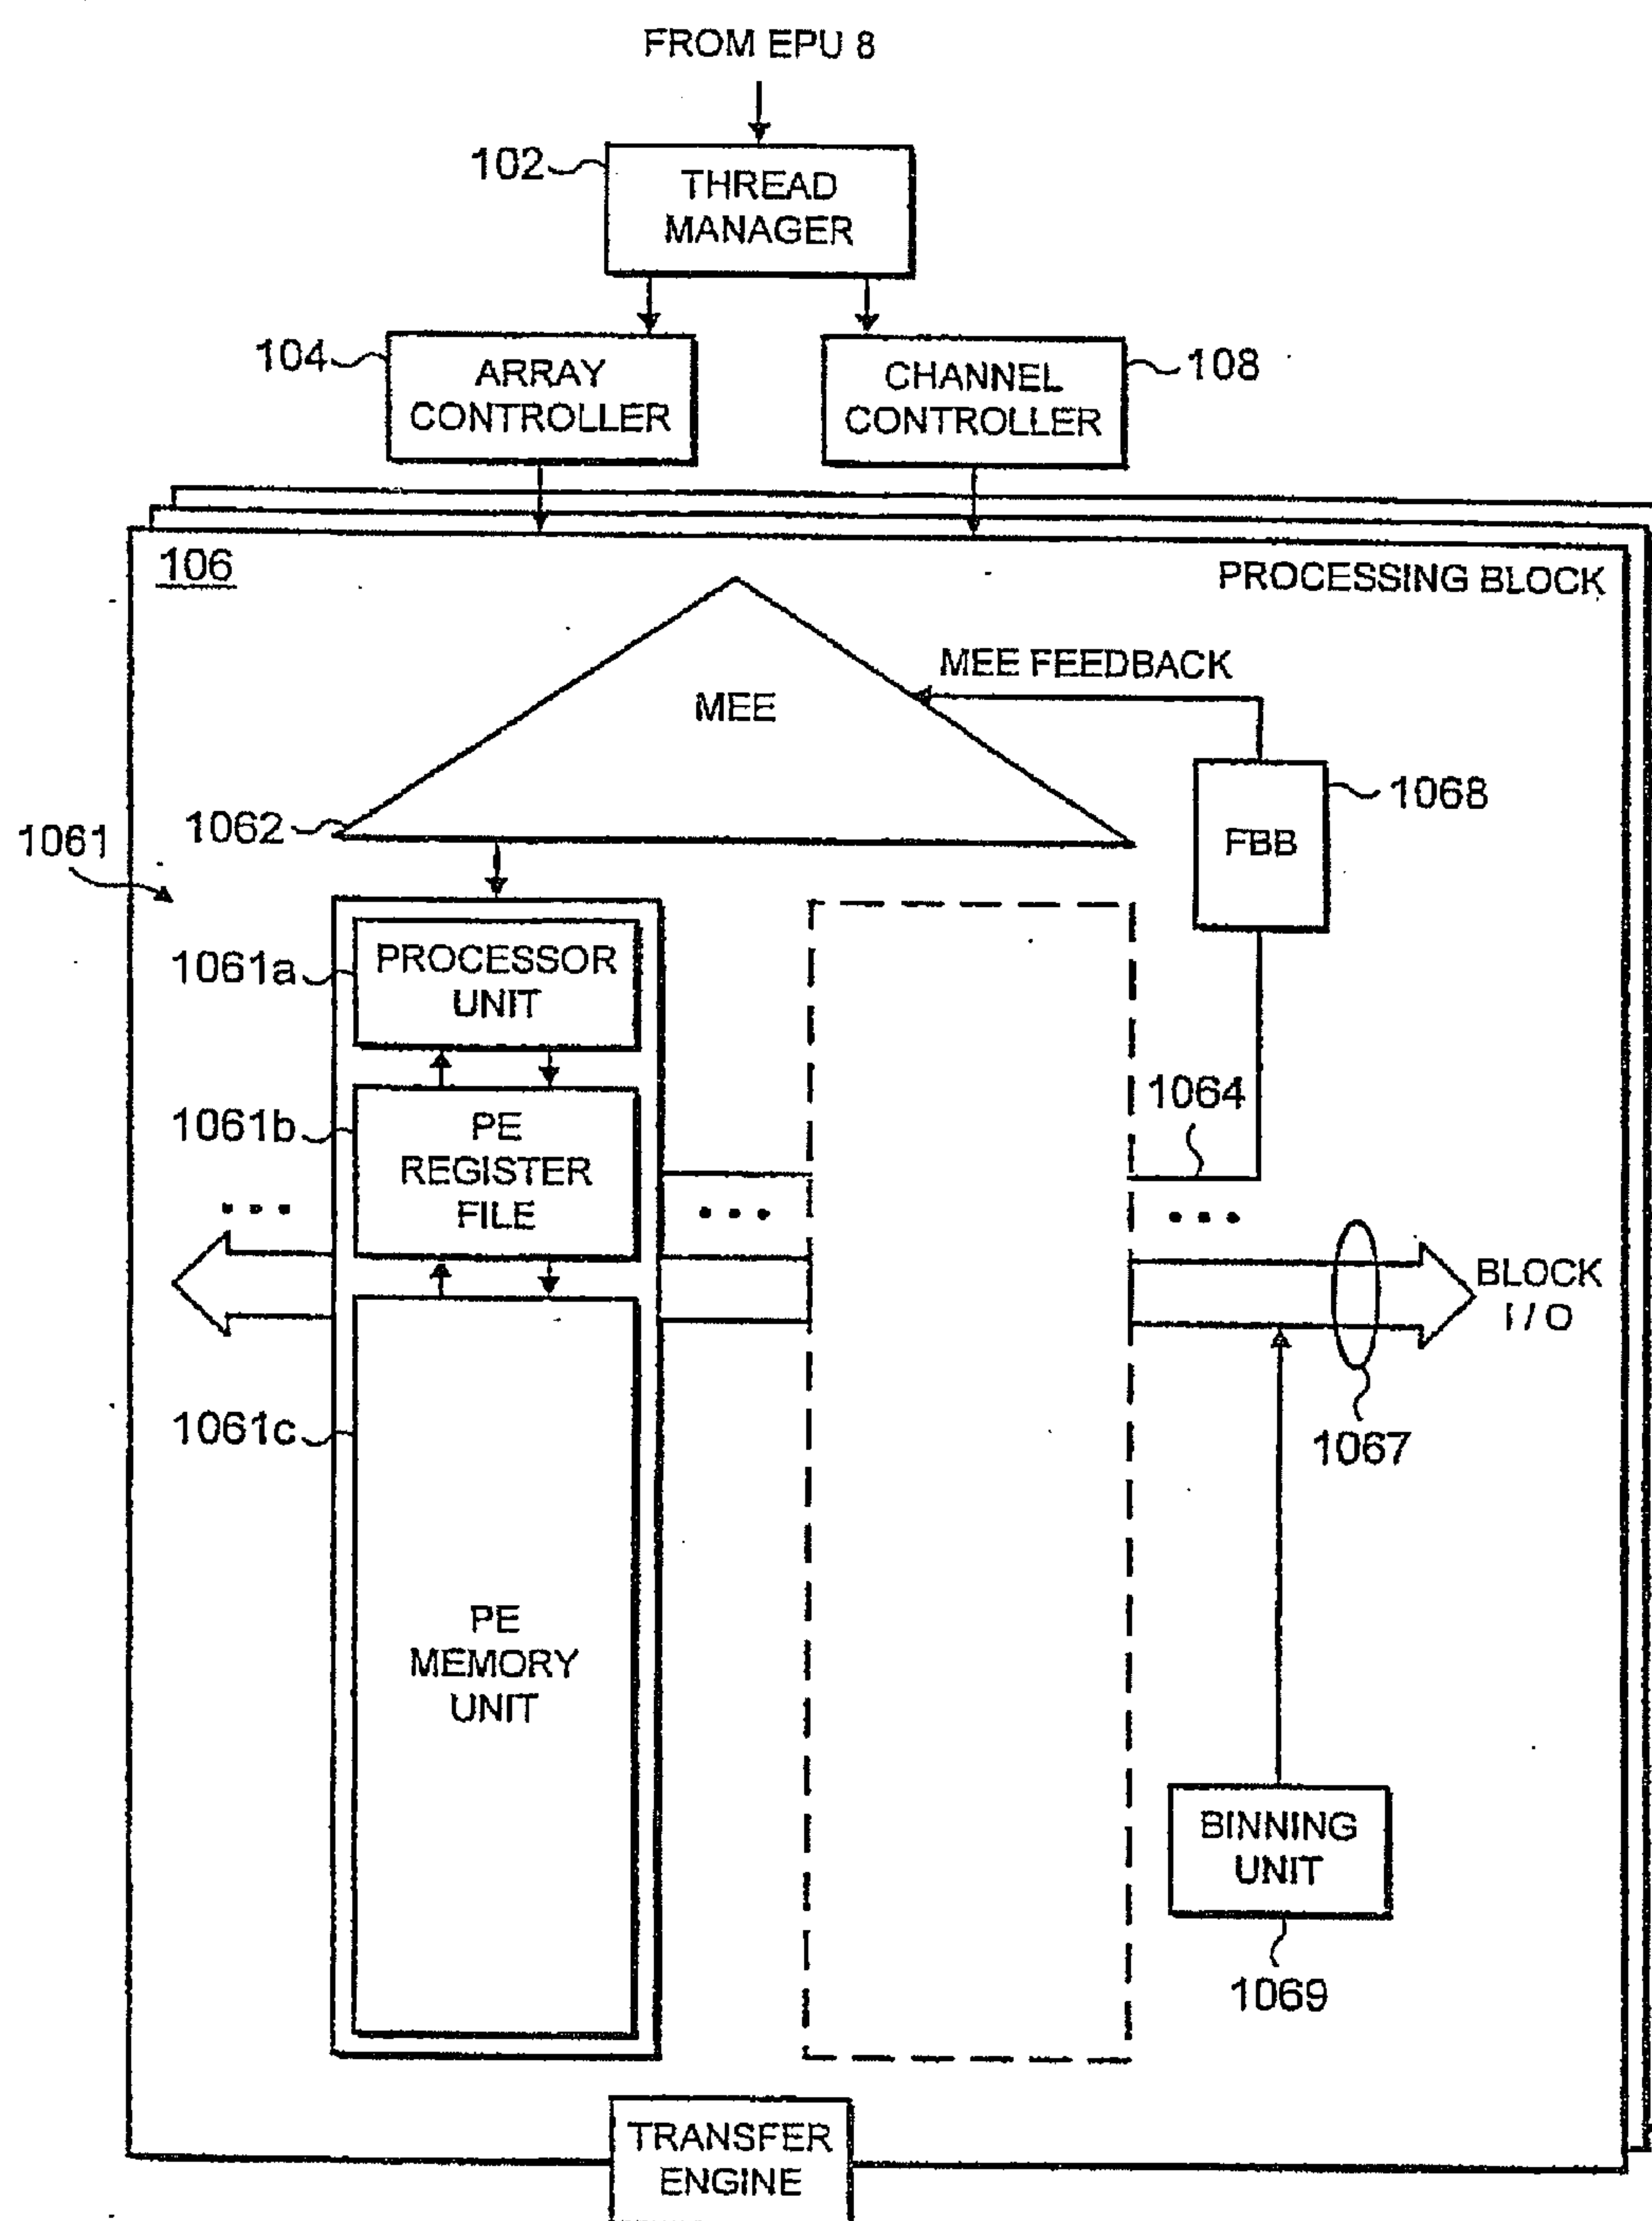 FROM EPU 8
102
THREAD
MANAGER
104
ARRAY
CONTROLLER
CHANNEL
CONTROLLER
108
106
PROCESSING BLOCK
MEE FEEDBACK
MEE
1068
1062
FBB
1061
1061a
PROCESSOR
UNIT
1064
1061b
PE
REGISTER
FILE
...
...
...
BLOCK
I / O
1061c
1067
PE
MEMORY
UNIT
BINNING
UNIT
1069
TRANSFER
ENGINE